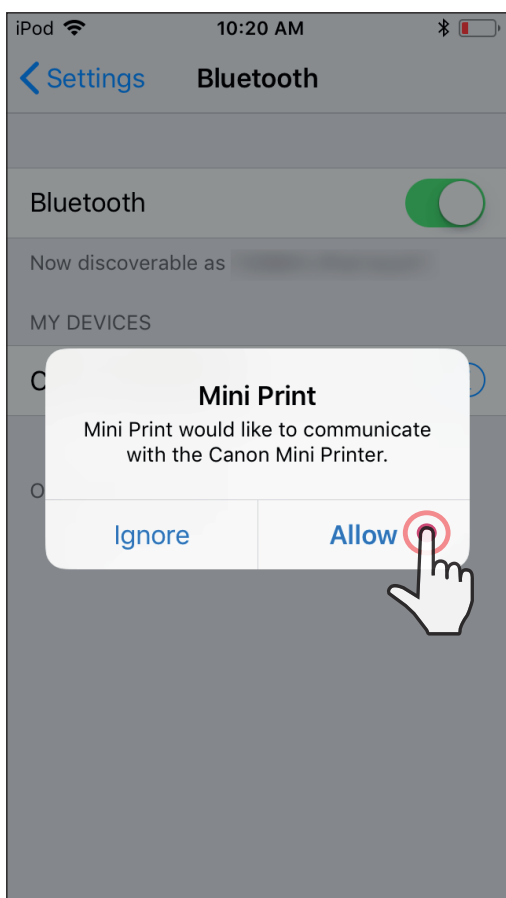 iPod 10:20 AM
Settings Bluetooth
Bluetooth
Now discoverable as
MY DEVICES
Mini Print
Mini Print would like to communicate
with the Canon Mini Printer.
Ignore Allow